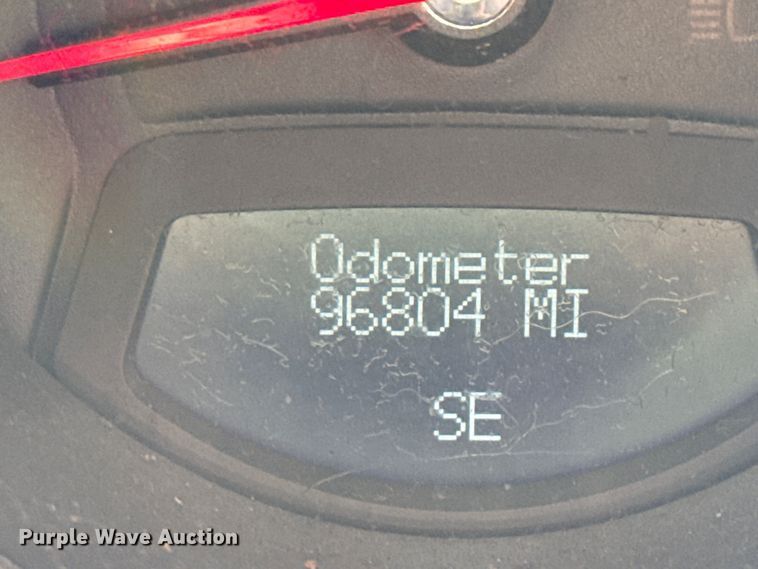 Odometer
96804 MI
SE
Purple Wave Auction